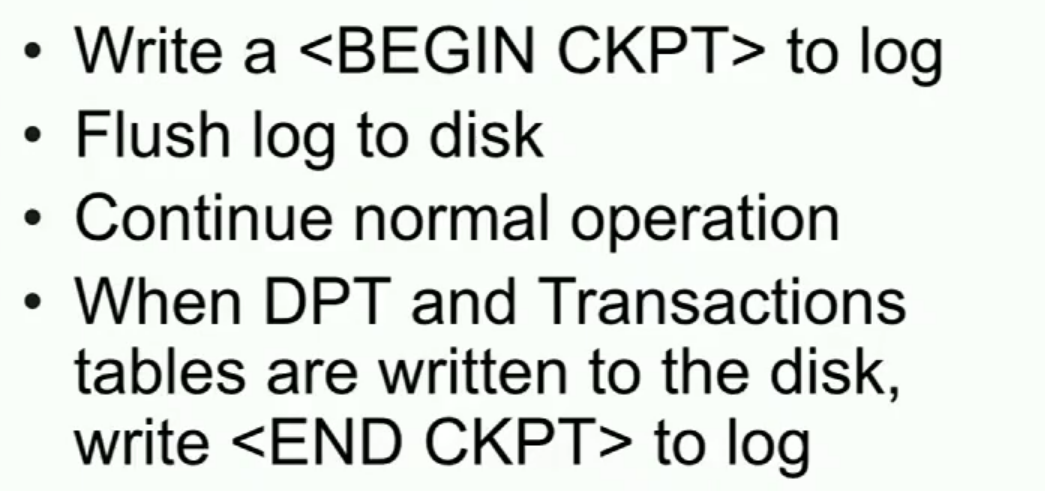 • Write a <BEGIN CKPT> to log
• Flush log to disk
• Continue normal operation
• When DPT and Transactions
tables are written to the disk,
write <END CKPT> to log